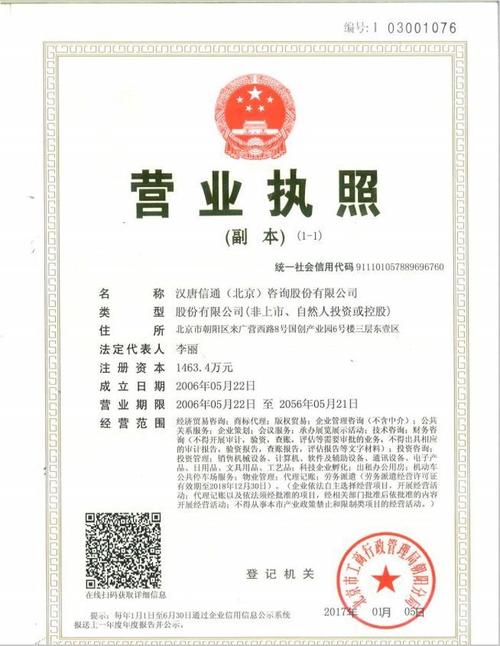 编号:I 03001076
营业执照
(副 本)(1-1)
统一社会信用代码 911101057889696760
名 称 汉唐信通（北京）咨询股份有限公司
类 型 股份有限公司(非上市、自然人投资或控股)
住 所 北京市朝阳区来广营西路8号国创产业园6号楼三层东壹区
法定代表人 李丽
注册资本 1463.4万元
成立日期 2006年05月22日
营业期限 2006年05月22日 至 2056年05月21日
经营范围 经济贸易咨询；商标代理；版权贸易；企业管理咨询（不含中介）；公共
关系服务；企业策划；会议服务；承办展览展示活动；技术咨询；财务咨
询（不得开展审计，验资，查账，评估等需要审批的业务，不得出具相应
的审计报告，验资报告，查账报告，评估报告等文字材料）；投资咨询；
投资管理；销售机械设备、计算机、软件及辅助设备、通讯设备、电子产
品、日用品、文具用品、工艺品；科技企业孵化；出租办公用房；机动车
公共停车场服务；物业管理；代理记账；劳务派遣（劳务派遣经营许可证
有效期至2018年12月30日）。（企业依法自主选择经营项目，开展经营活
动；代理记账以及依法须经批准的项目，经相关部门批准后依批准的内容
开展经营活动；不得从事本市产业政策禁止和限制类项目的经营活动。）
在线扫码获取详细信息
登记机关
北京市工商行政管理局朝阳分局
2017年 01月 05日
提示：每年1月1日至6月30日通过企业信用信息公示系统
报送上一年度年度报告并公示。